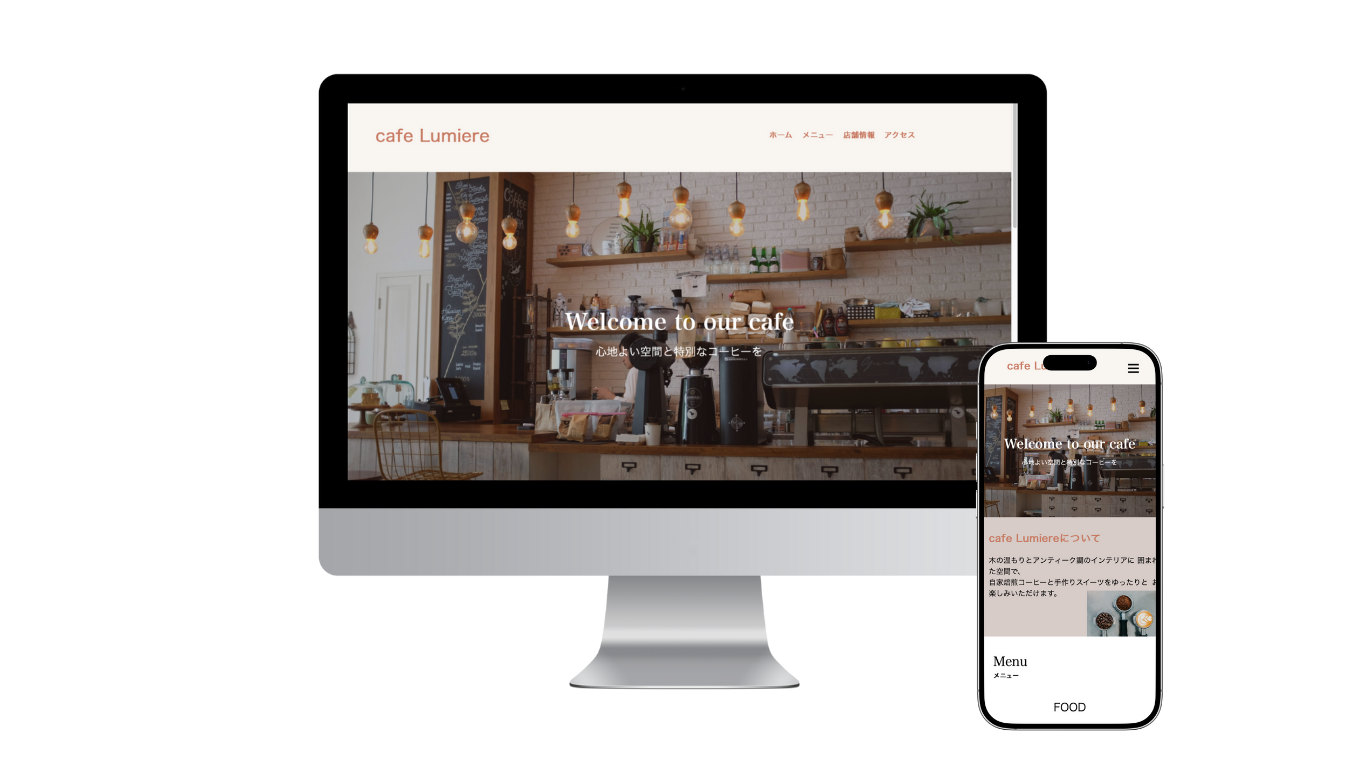 cafe Lumiere
ホーム メニュー 店舗情報 アクセス
Welcome to our cafe
心地よい空間と特別なコーヒーを
cafe Lu
Welcome to our cafe
心地よい空間と特別なコーヒーを
cafe Lumiereについて
木の温もりとアンティーク調のインテリアに 囲まれ
た空間で、
自家焙煎コーヒーと手作りスイーツをゆったりと お
楽しみいただけます。
Menu
メニュー
FOOD